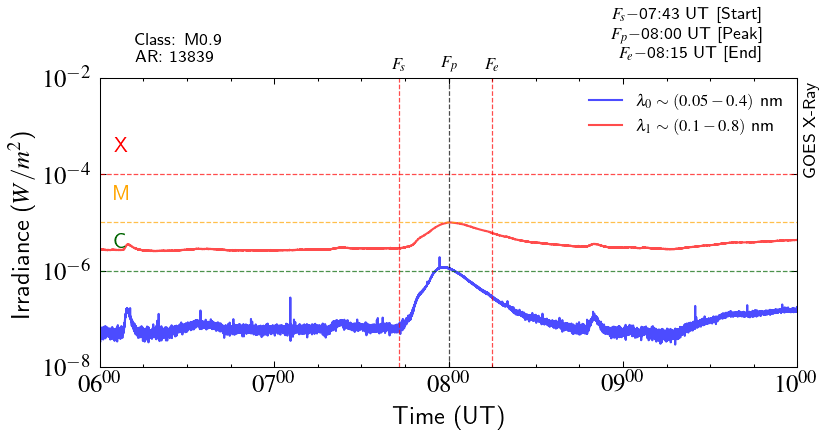 F_s−07:43 UT [Start]
Class: M0.9
F_p−08:00 UT [Peak]
AR: 13839
F_e−08:15 UT [End]
F_s F_p F_e
10^{−2}
λ_0 ∼ (0.05 − 0.4) nm
λ_1 ∼ (0.1 − 0.8) nm
GOES X-Ray
X
10^{−4}
M
Irradiance (W/m^2)
C
10^{−6}
10^{−8}
06^{00} 07^{00} 08^{00} 09^{00} 10^{00}
Time (UT)